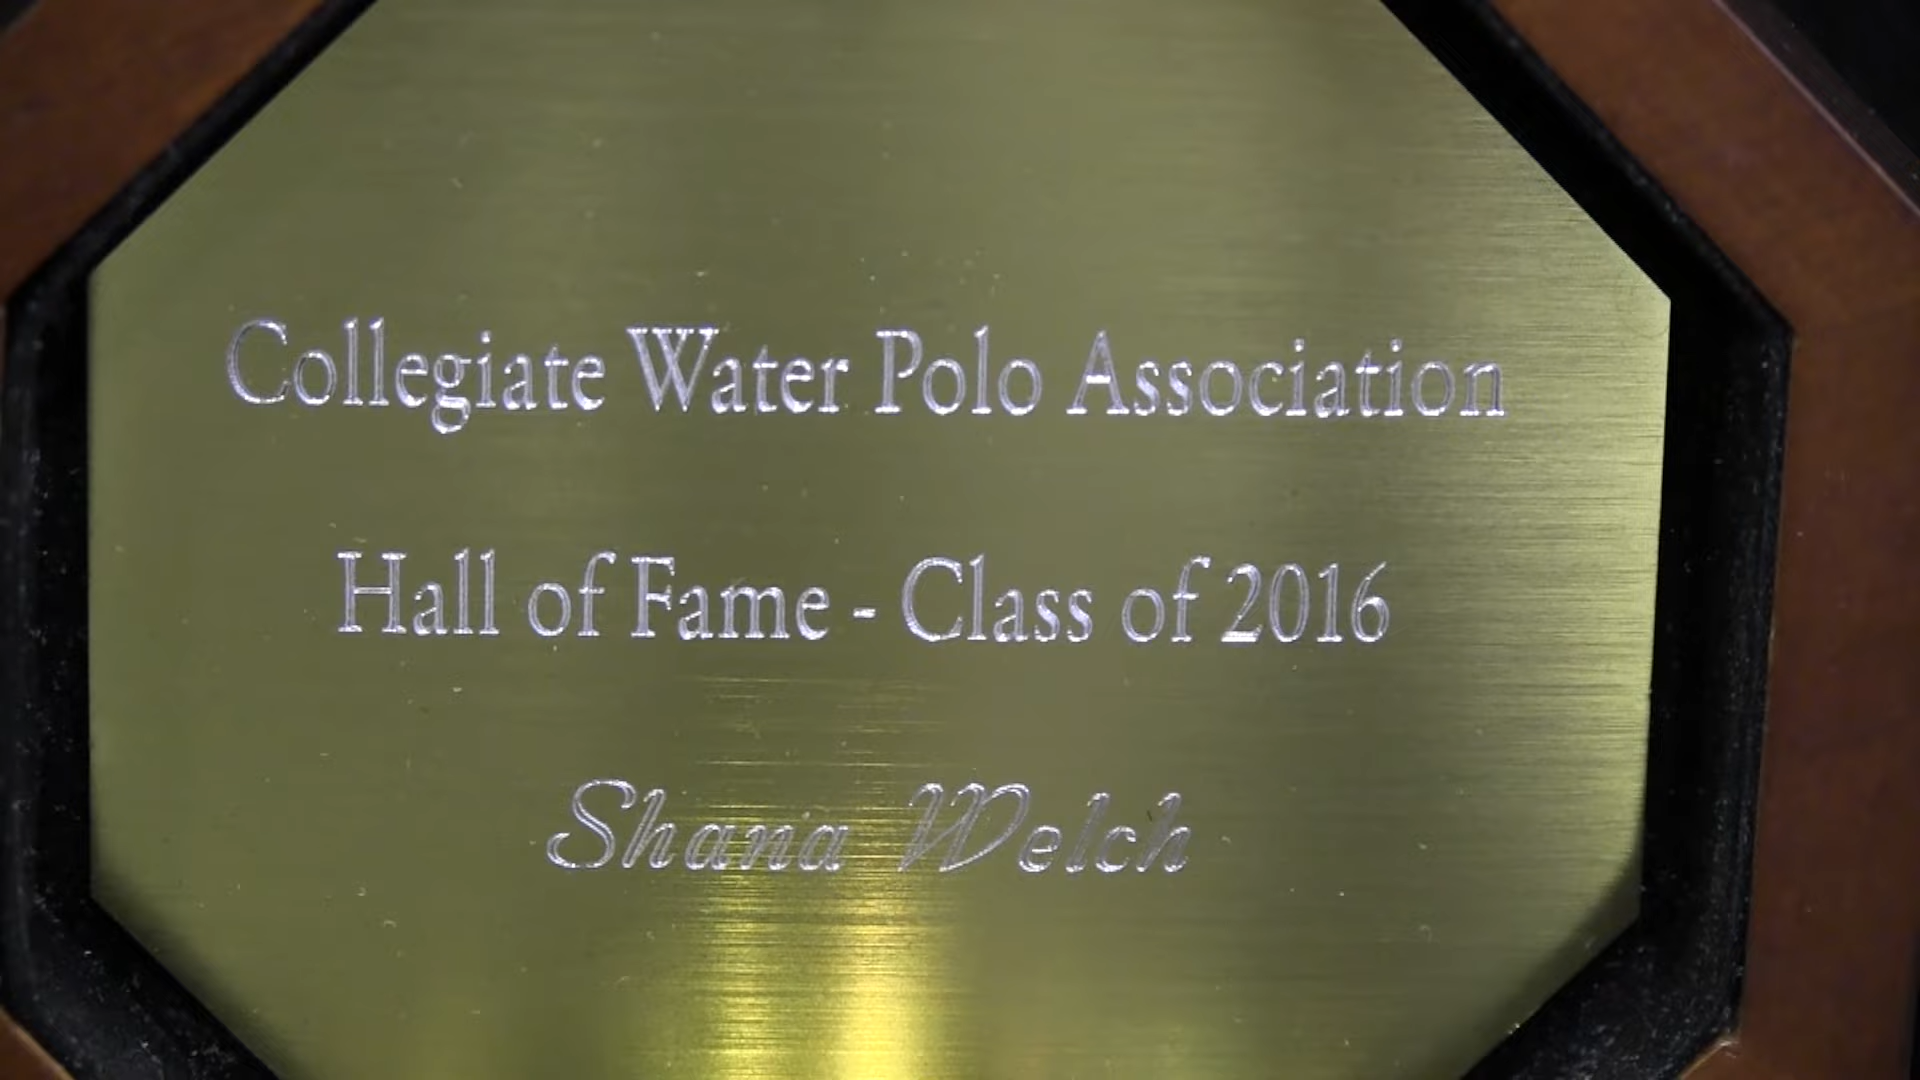 Collegiate Water Polo Association
Hall of Fame - Class of 2016
Shana Welch